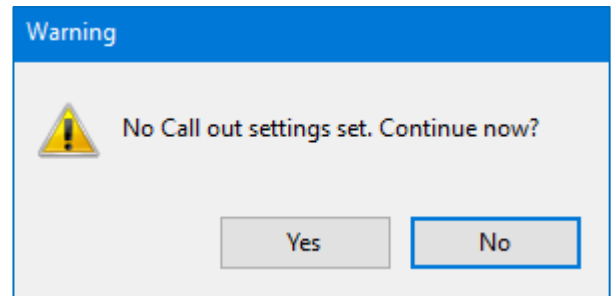 Warning
No Call out settings set. Continue now?
Yes No